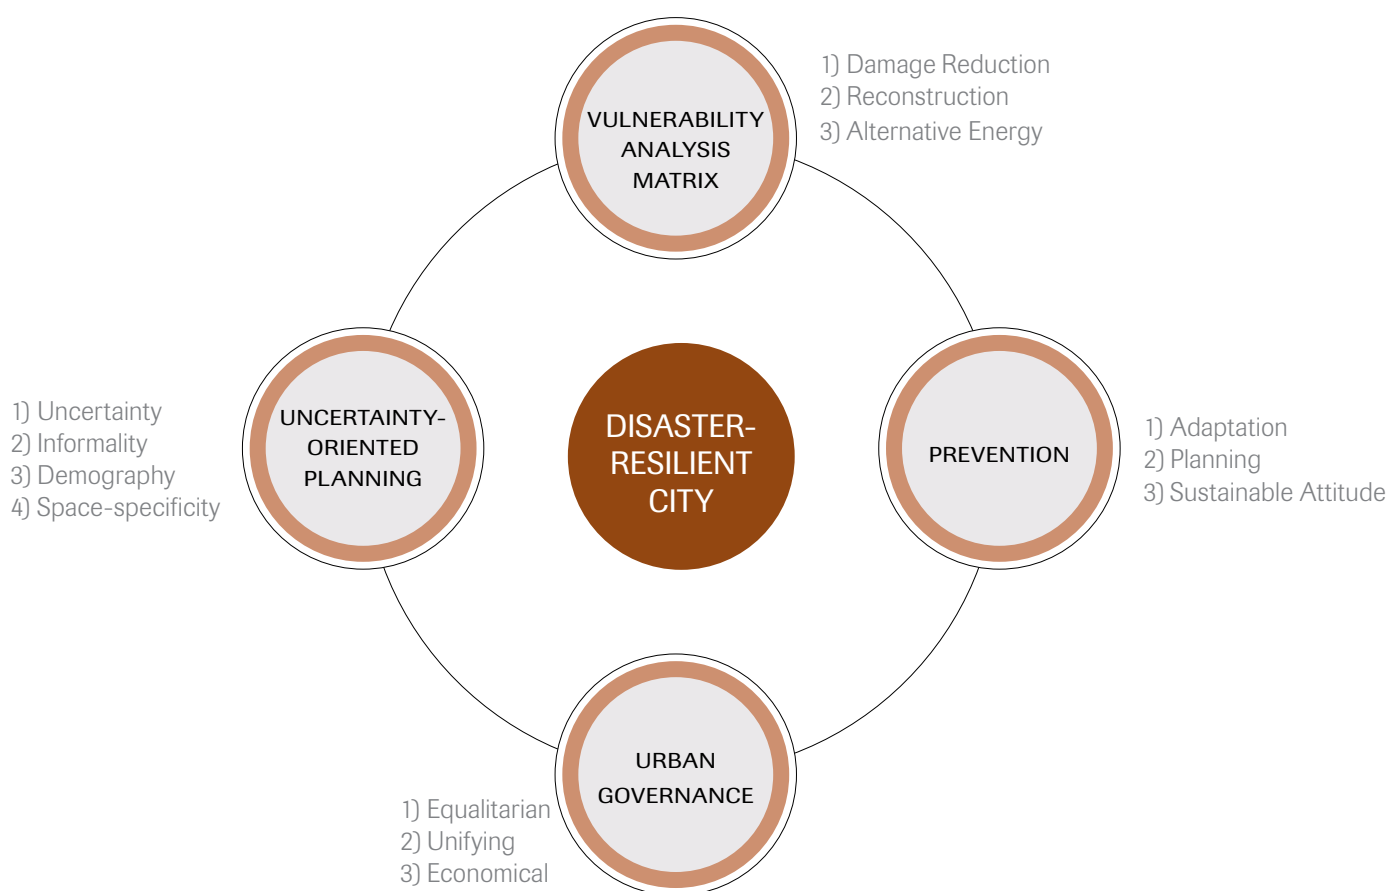 VULNERABILITY
ANALYSIS
MATRIX
1) Damage Reduction
2) Reconstruction
3) Alternative Energy
1) Uncertainty
2) Informality
3) Demography
4) Space-specificity
UNCERTAINTY-
ORIENTED
PLANNING
DISASTER-
RESILIENT
CITY
PREVENTION
1) Adaptation
2) Planning
3) Sustainable Attitude
URBAN
GOVERNANCE
1) Equalitarian
2) Unifying
3) Economical